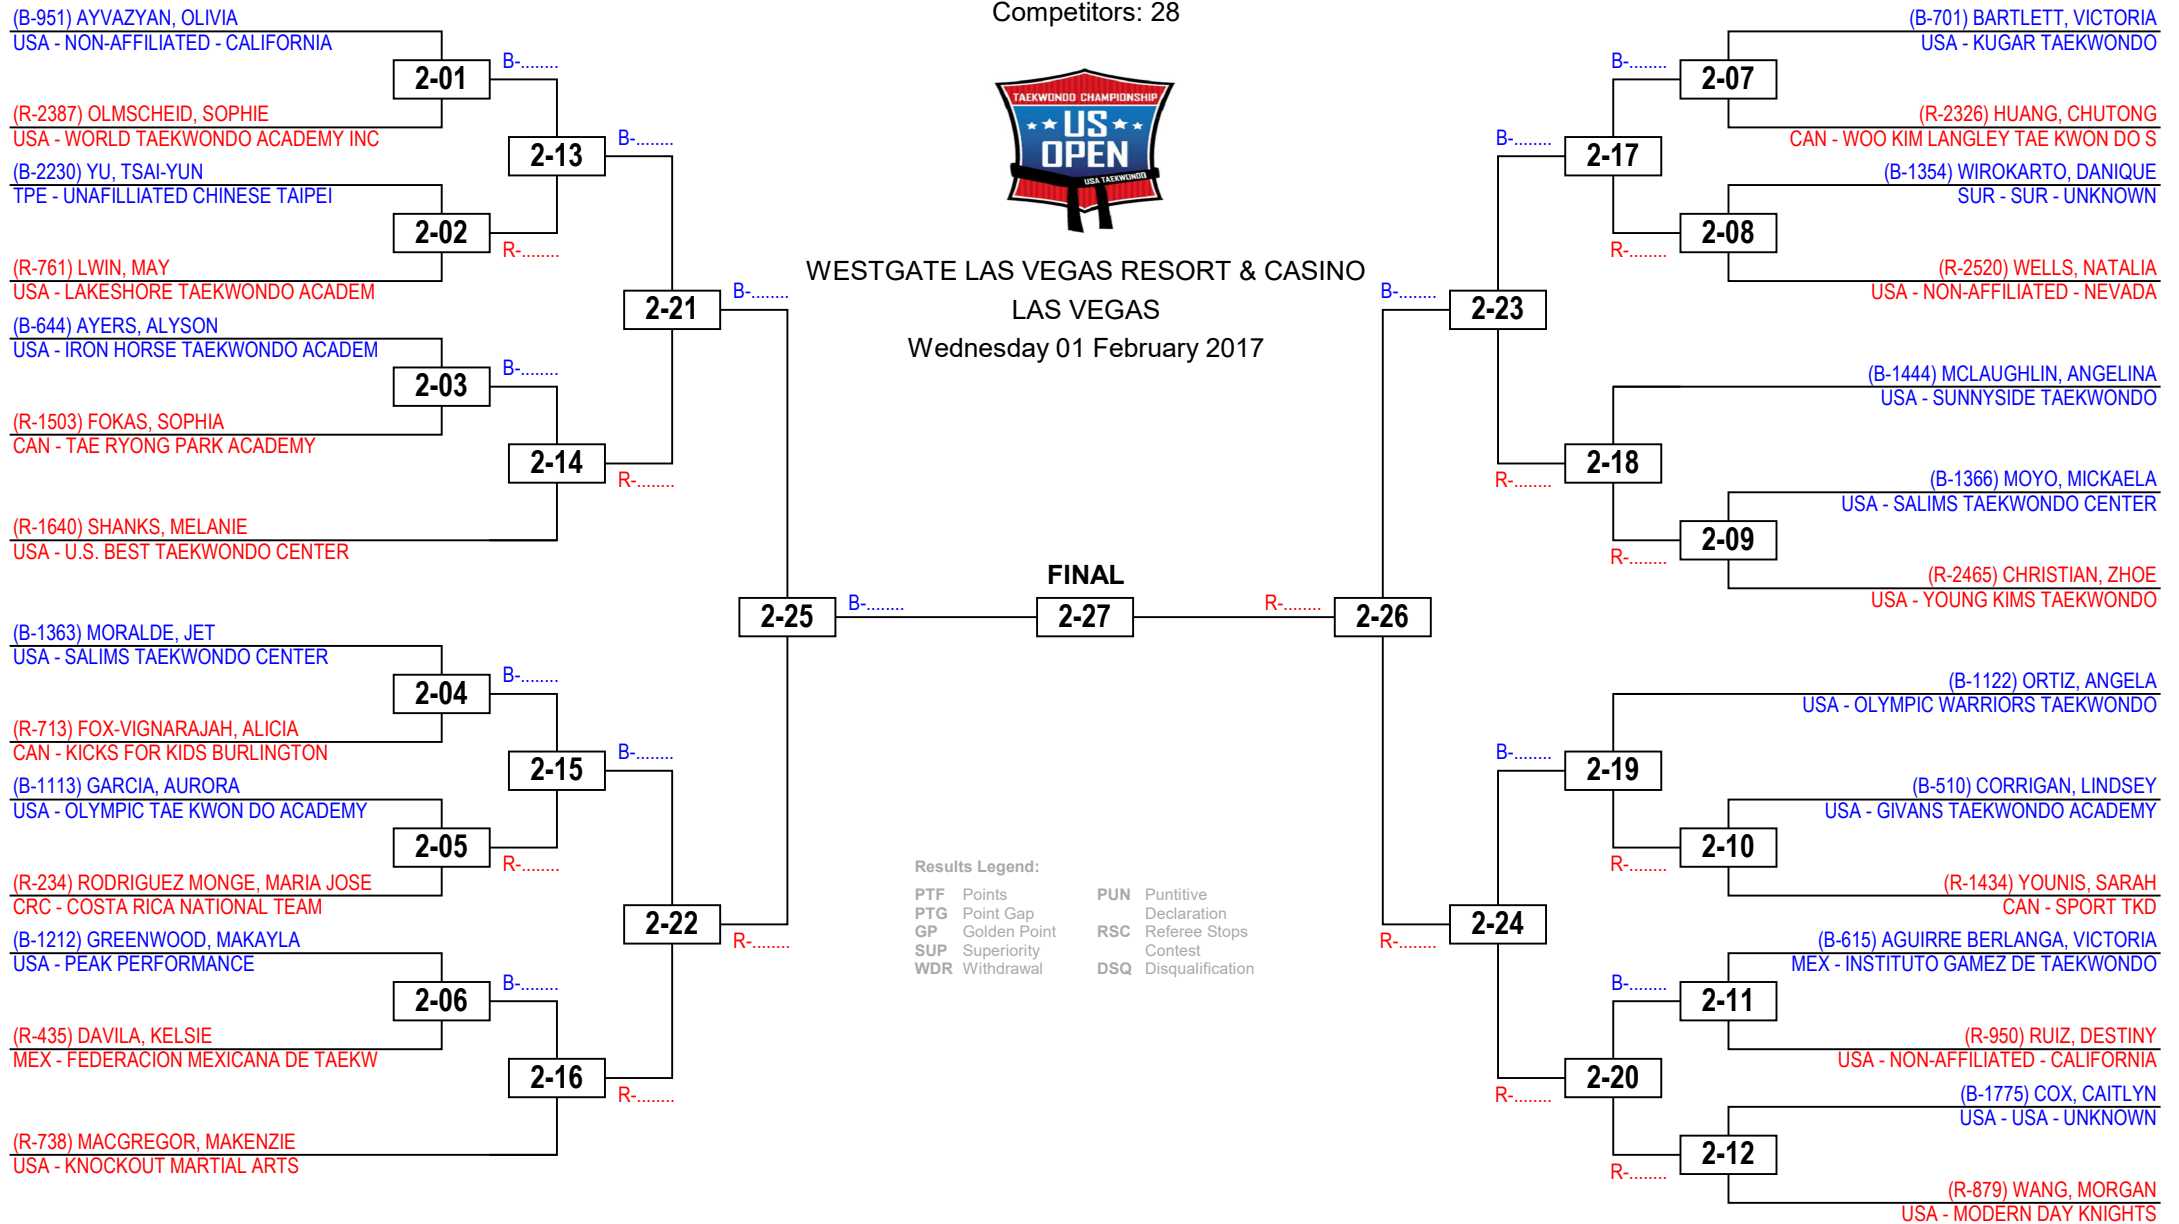 Competitors: 28
TAEKWONDO CHAMPIONSHIP
US
OPEN
USA TAEKWONDO
WESTGATE LAS VEGAS RESORT & CASINO
LAS VEGAS
Wednesday 01 February 2017
(B-951) AYVAZYAN, OLIVIA
USA - NON-AFFILIATED - CALIFORNIA
2-01
B-........
(R-2387) OLMSCHEID, SOPHIE
USA - WORLD TAEKWONDO ACADEMY INC
2-13
B-........
(B-2230) YU, TSAI-YUN
TPE - UNAFILLIATED CHINESE TAIPEI
2-02
R-........
(R-761) LWIN, MAY
USA - LAKESHORE TAEKWONDO ACADEM
2-21
B-........
(B-644) AYERS, ALYSON
USA - IRON HORSE TAEKWONDO ACADEM
2-03
B-........
(R-1503) FOKAS, SOPHIA
CAN - TAE RYONG PARK ACADEMY
2-14
R-........
(R-1640) SHANKS, MELANIE
USA - U.S. BEST TAEKWONDO CENTER
2-25
B-........
(B-1363) MORALDE, JET
USA - SALIMS TAEKWONDO CENTER
2-04
B-........
(R-713) FOX-VIGNARAJAH, ALICIA
CAN - KICKS FOR KIDS BURLINGTON
2-15
B-........
(B-1113) GARCIA, AURORA
USA - OLYMPIC TAE KWON DO ACADEMY
2-05
R-........
(R-234) RODRIGUEZ MONGE, MARIA JOSE
CRC - COSTA RICA NATIONAL TEAM
2-22
R-........
(B-1212) GREENWOOD, MAKAYLA
USA - PEAK PERFORMANCE
2-06
B-........
(R-435) DAVILA, KELSIE
MEX - FEDERACION MEXICANA DE TAEKW
2-16
R-........
(R-738) MACGREGOR, MAKENZIE
USA - KNOCKOUT MARTIAL ARTS
FINAL
2-27
Results Legend:
PTF Points
PTG Point Gap
GP Golden Point
SUP Superiority
WDR Withdrawal
PUN Puntitive
Declaration
RSC Referee Stops
Contest
DSQ Disqualification
(B-701) BARTLETT, VICTORIA
USA - KUGAR TAEKWONDO
B-........
2-07
(R-2326) HUANG, CHUTONG
CAN - WOO KIM LANGLEY TAE KWON DO S
B-........
2-17
(B-1354) WIROKARTO, DANIQUE
SUR - SUR - UNKNOWN
R-........
2-08
(R-2520) WELLS, NATALIA
USA - NON-AFFILIATED - NEVADA
B-........
2-23
(B-1444) MCLAUGHLIN, ANGELINA
USA - SUNNYSIDE TAEKWONDO
R-........
2-18
(B-1366) MOYO, MICKAELA
USA - SALIMS TAEKWONDO CENTER
R-........
2-09
(R-2465) CHRISTIAN, ZHOE
USA - YOUNG KIMS TAEKWONDO
R-........
2-26
(B-1122) ORTIZ, ANGELA
USA - OLYMPIC WARRIORS TAEKWONDO
B-........
2-19
(B-510) CORRIGAN, LINDSEY
USA - GIVANS TAEKWONDO ACADEMY
R-........
2-10
(R-1434) YOUNIS, SARAH
CAN - SPORT TKD
R-........
2-24
(B-615) AGUIRRE BERLANGA, VICTORIA
MEX - INSTITUTO GAMEZ DE TAEKWONDO
B-........
2-11
(R-950) RUIZ, DESTINY
USA - NON-AFFILIATED - CALIFORNIA
R-........
2-20
(B-1775) COX, CAITLYN
USA - USA - UNKNOWN
R-........
2-12
(R-879) WANG, MORGAN
USA - MODERN DAY KNIGHTS